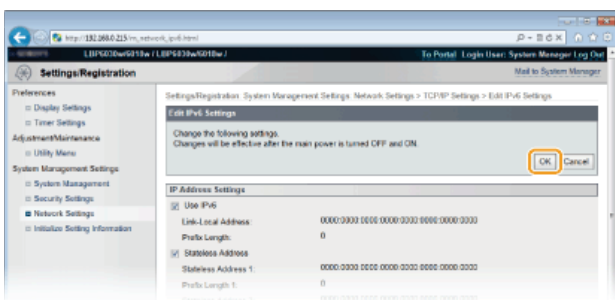 http://192.168.0.215/m_network_ipv6.html
LBP6030w/6018w / LBP6030w/6018w /
To Portal Login User: System Manager Log Out
Settings/Registration
Mail to System Manager
Preferences
Display Settings
Timer Settings
Adjustment/Maintenance
Utility Menu
System Management Settings
System Management
Security Settings
Network Settings
Initialize Setting Information
Settings/Registration: System Management Settings: Network Settings > TCP/IP Settings > Edit IPv6 Settings
Edit IPv6 Settings
Change the following settings.
Changes will be effective after the main power is turned OFF and ON.
OK Cancel
IP Address Settings
Use IPv6
Link-Local Address: 0000:0000:0000:0000:0000:0000:0000:0000
Prefix Length: 0
Stateless Address
Stateless Address 1: 0000:0000:0000:0000:0000:0000:0000:0000
Prefix Length 1: 0